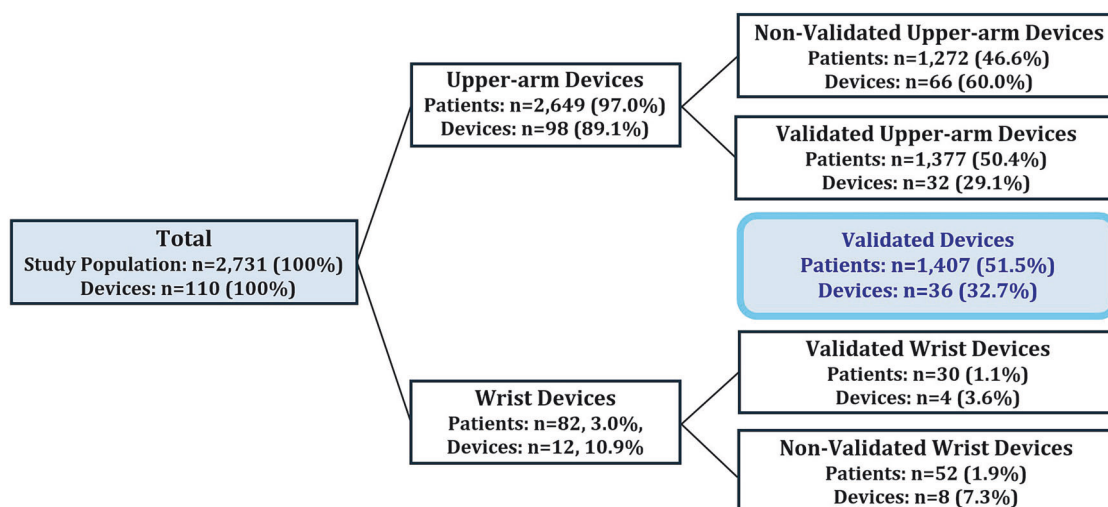 Total
Study Population: n=2,731 (100%)
Devices: n=110 (100%)
Upper-arm Devices
Patients: n=2,649 (97.0%)
Devices: n=98 (89.1%)
Wrist Devices
Patients: n=82, 3.0%,
Devices: n=12, 10.9%
Non-Validated Upper-arm Devices
Patients: n=1,272 (46.6%)
Devices: n=66 (60.0%)
Validated Upper-arm Devices
Patients: n=1,377 (50.4%)
Devices: n=32 (29.1%)
Validated Devices
Patients: n=1,407 (51.5%)
Devices: n=36 (32.7%)
Validated Wrist Devices
Patients: n=30 (1.1%)
Devices: n=4 (3.6%)
Non-Validated Wrist Devices
Patients: n=52 (1.9%)
Devices: n=8 (7.3%)